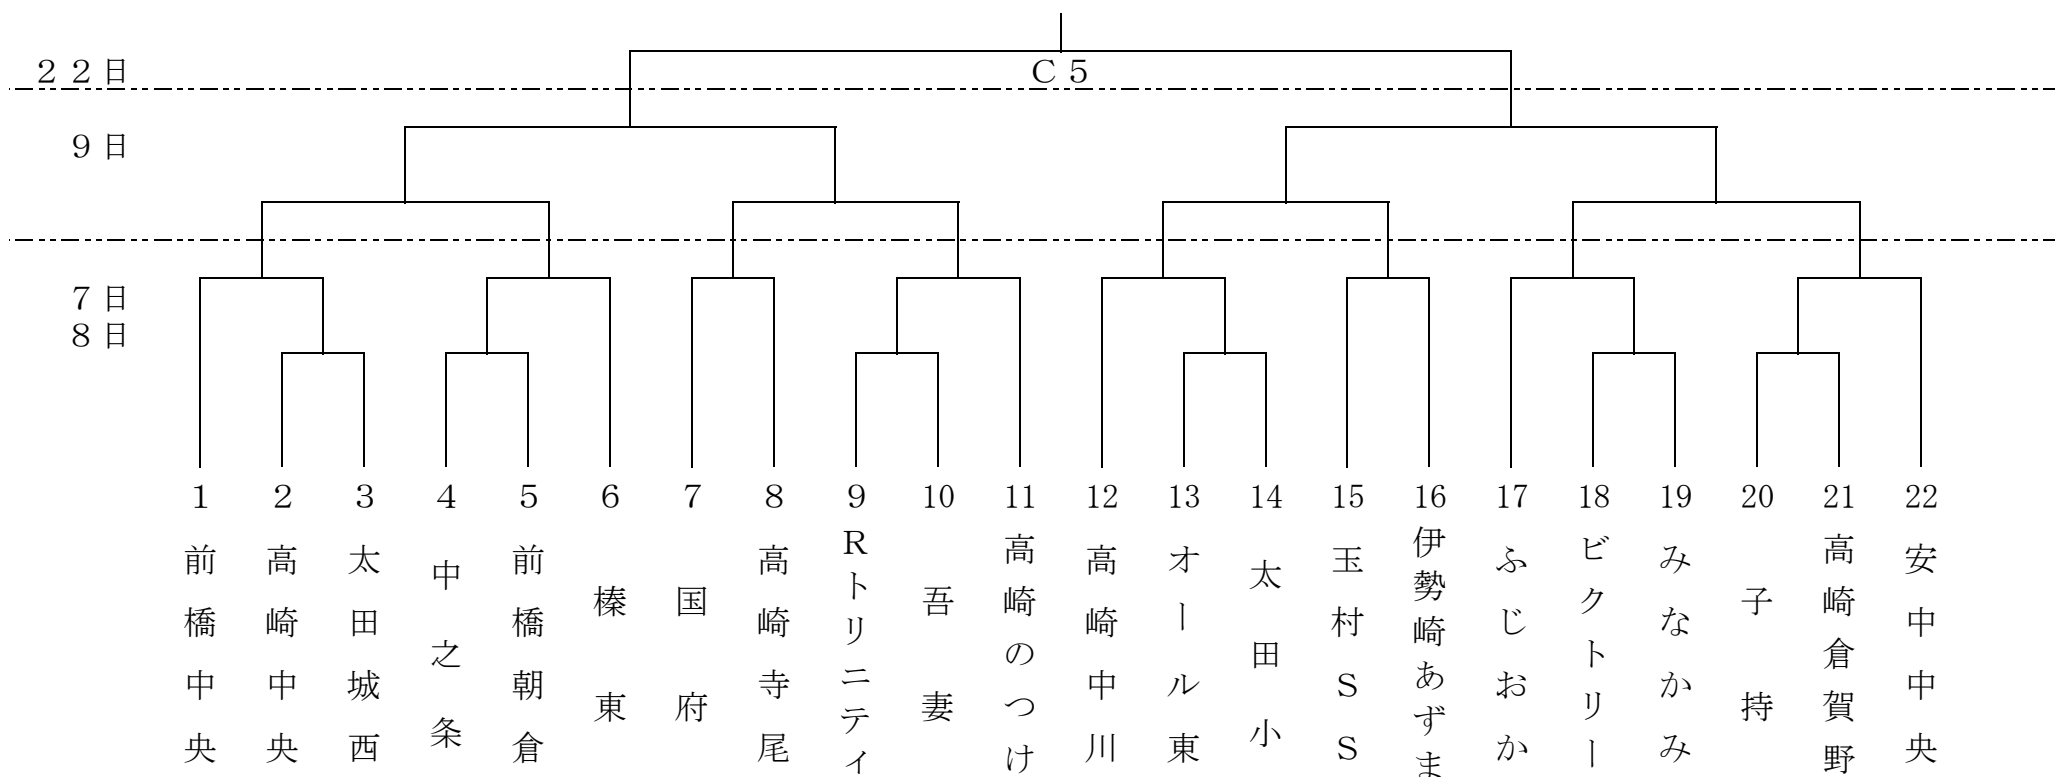 ２２日
Ｃ５
９日
７日
８日
１ ２ ３ ４ ５ ６ ７ ８ ９ 10 11 12 13 14 15 16 17 18 19 20 21 22
前橋中央
高崎中央
太田城西
中之条
前橋朝倉
榛東
国府
高崎寺尾
Ｒトリニティ
吾妻
高崎のつけ
高崎中川
オール東
太田小
玉村ＳＳ
伊勢崎あずま
ふじおか
ビクトリー
みなかみ
子持
高崎倉賀野
安中中央